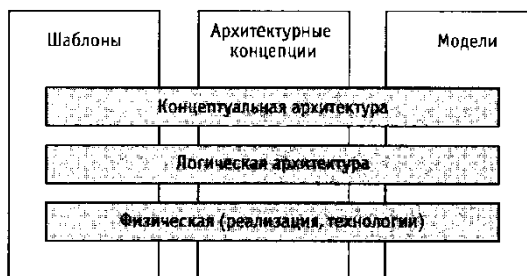 Шаблоны
Архитектурные
концепции
Модели
Концептуальная архитектура
Логическая архитектура
Физическая (реализация, технологии)